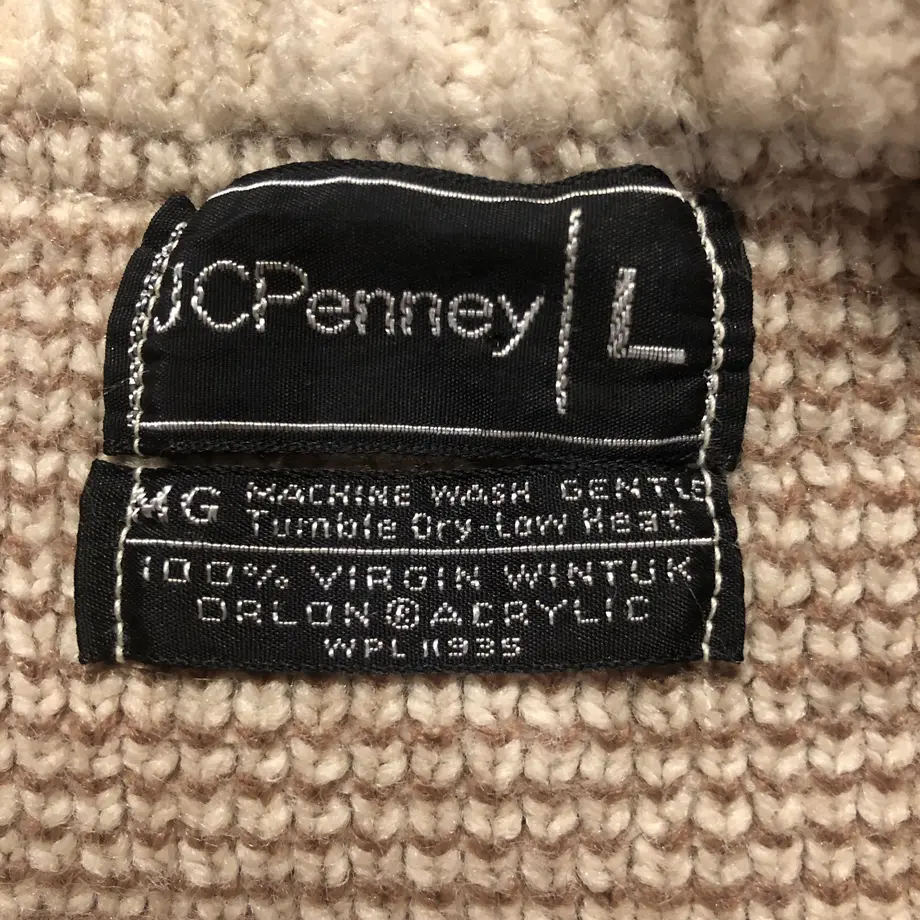 JCPenney L
MG MACHINE WASH GENTLE
Tumble Dry-Low Heat
100% VIRGIN WINTUK
ORLON® ACRYLIC
WPL 11935